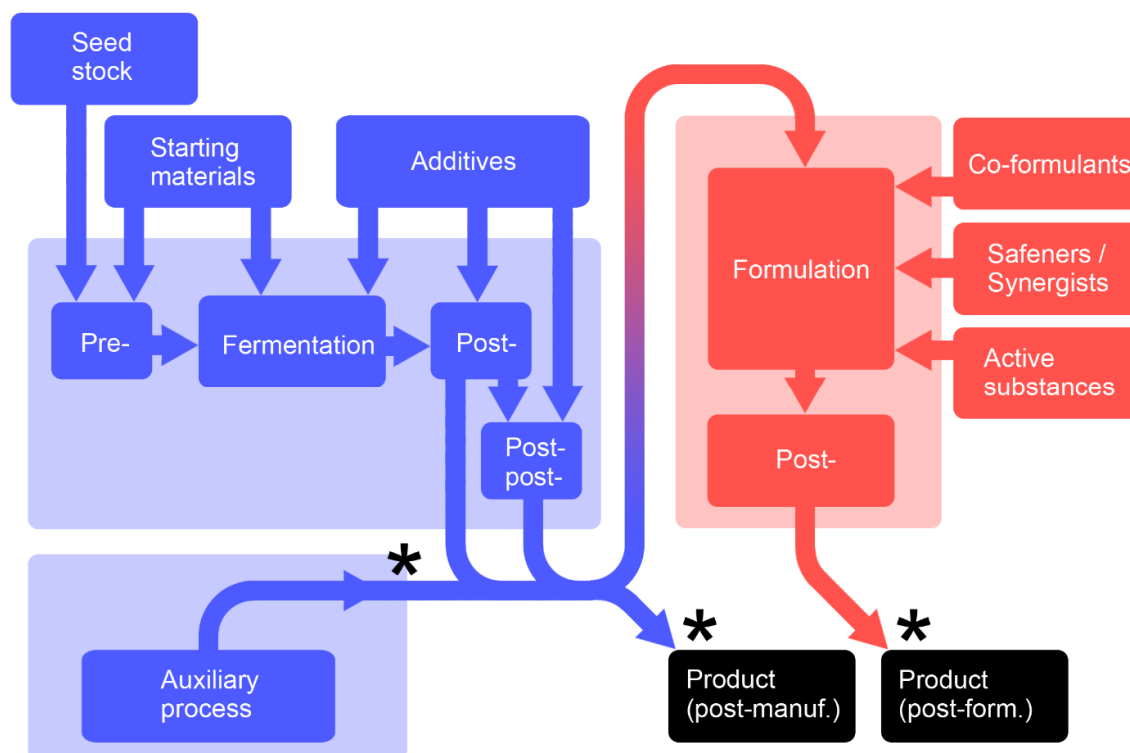 Seed
stock
Starting
materials
Additives
Pre-
Fermentation
Post-
Post-
post-
Auxiliary
process
*
Formulation
Post-
Co-formulants
Safeners /
Synergists
Active
substances
*
Product
(post-manuf.)
*
Product
(post-form.)